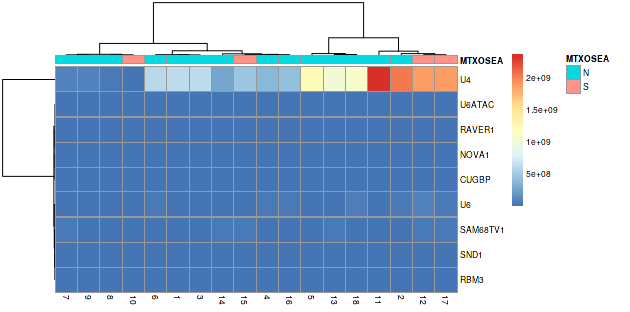 MTXOSEA
U4
U6ATAC
RAVER1
NOVA1
CUGBP
U6
SAM68TV1
SND1
RBM3
7 9 8 10 6 1 3 14 15 4 16 5 13 18 11 2 12 17
2e+09
1.5e+09
1e+09
5e+08
MTXOSEA
N
S